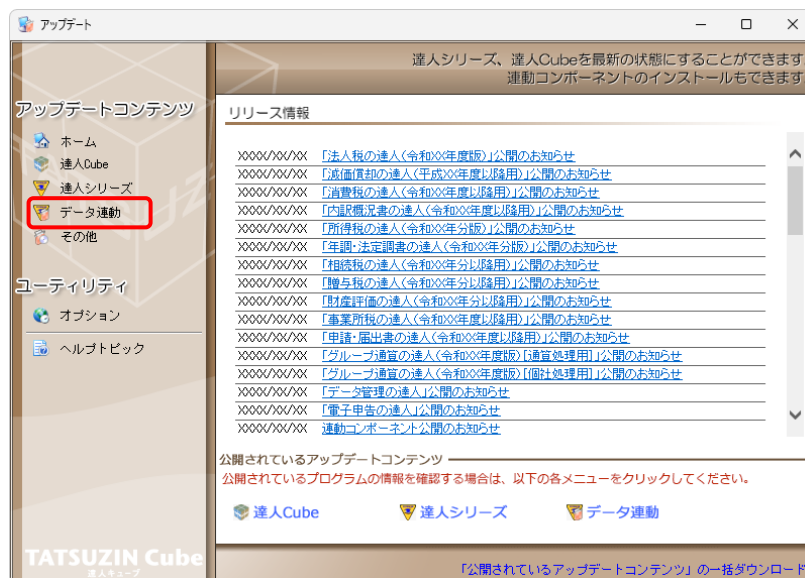 アップデート
達人シリーズ、達人Cubeを最新の状態にすることができます
連動コンポーネントのインストールもできます
アップデートコンテンツ
ホーム
達人Cube
達人シリーズ
データ連動
その他
ユーティリティ
オプション
ヘルプトピック
リリース情報
XXXX/XX/XX 「法人税の達人(令和XX年度版)」公開のお知らせ
XXXX/XX/XX 「減価償却の達人(平成XX年度以降用)」公開のお知らせ
XXXX/XX/XX 「消費税の達人(令和XX年度以降用)」公開のお知らせ
XXXX/XX/XX 「内訳概況書の達人(令和XX年度以降用)」公開のお知らせ
XXXX/XX/XX 「所得税の達人(令和XX年分版)」公開のお知らせ
XXXX/XX/XX 「年調・法定調書の達人(令和XX年分版)」公開のお知らせ
XXXX/XX/XX 「相続税の達人(令和XX年分以降用)」公開のお知らせ
XXXX/XX/XX 「贈与税の達人(令和XX年分以降用)」公開のお知らせ
XXXX/XX/XX 「財産評価の達人(令和XX年分以降用)」公開のお知らせ
XXXX/XX/XX 「事業所税の達人(令和XX年度以降用)」公開のお知らせ
XXXX/XX/XX 「申請・届出書の達人(令和XX年度以降用)」公開のお知らせ
XXXX/XX/XX 「グループ通算の達人(令和XX年度版)[通算処理用]」公開のお知らせ
XXXX/XX/XX 「グループ通算の達人(令和XX年度版)[個社処理用]」公開のお知らせ
XXXX/XX/XX 「データ管理の達人」公開のお知らせ
XXXX/XX/XX 「電子申告の達人」公開のお知らせ
XXXX/XX/XX 連動コンポーネント公開のお知らせ
公開されているアップデートコンテンツ
公開されているプログラムの情報を確認する場合は、以下の各メニューをクリックしてください。
達人Cube 達人シリーズ データ連動
TATSUZIN Cube
達人キューブ
「公開されているアップデートコンテンツ」の一括ダウンロード